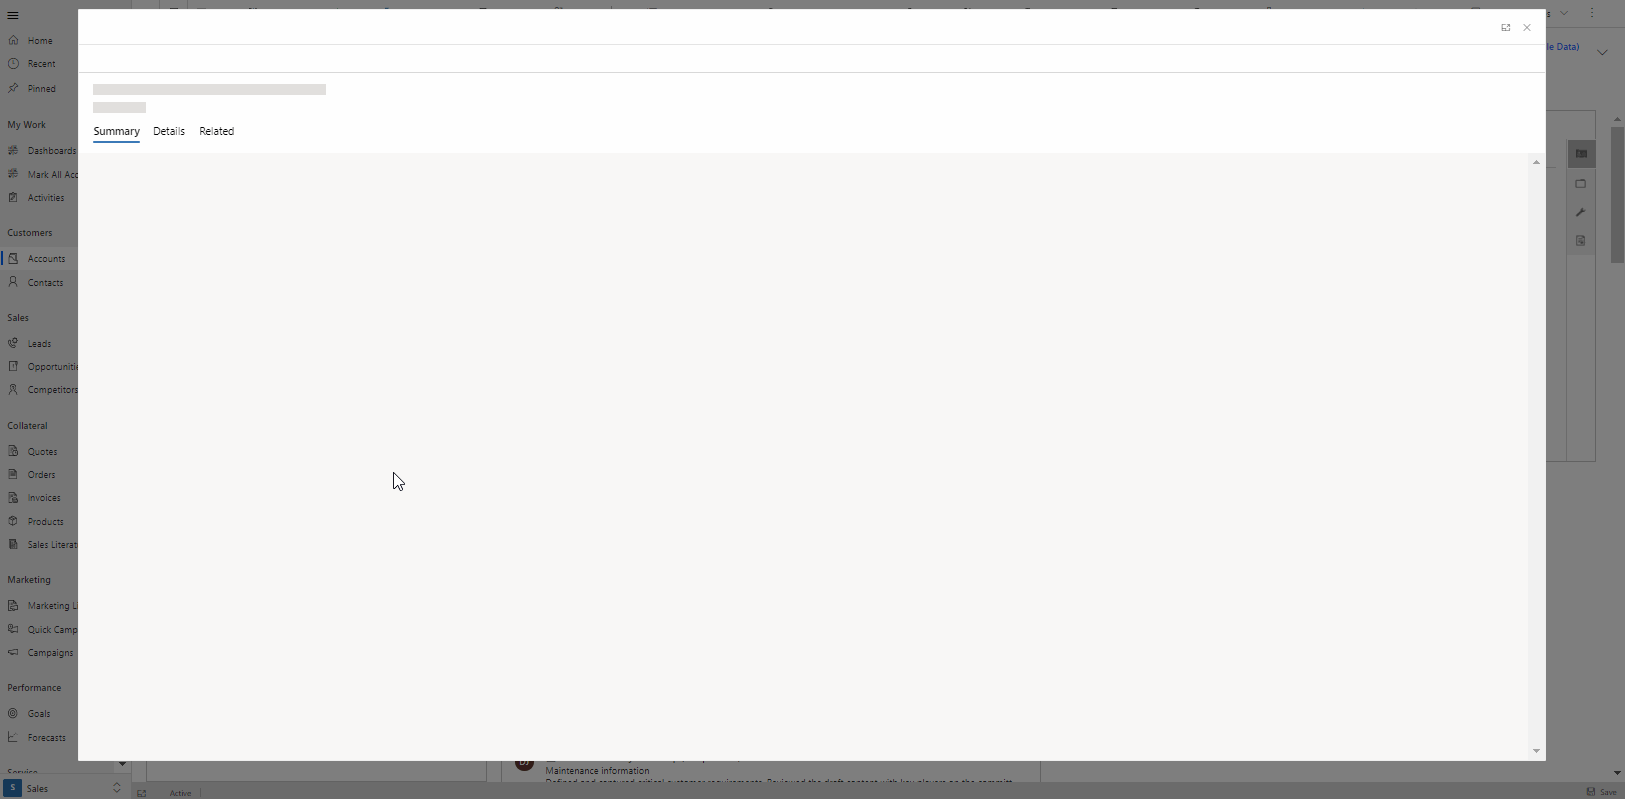 le Data)
Home
Recent
Pinned
Summary Details Related
My Work
Dashboards
Mark All Acc
Activities
Customers
Accounts
Contacts
Sales
Leads
Opportunitie
Competitors
Collateral
Quotes
Orders
Invoices
Products
Sales Literat
Marketing
Marketing Li
Quick Camp
Campaigns
Performance
Goals
Forecasts
Service
Maintenance information
S Sales
Active
Save